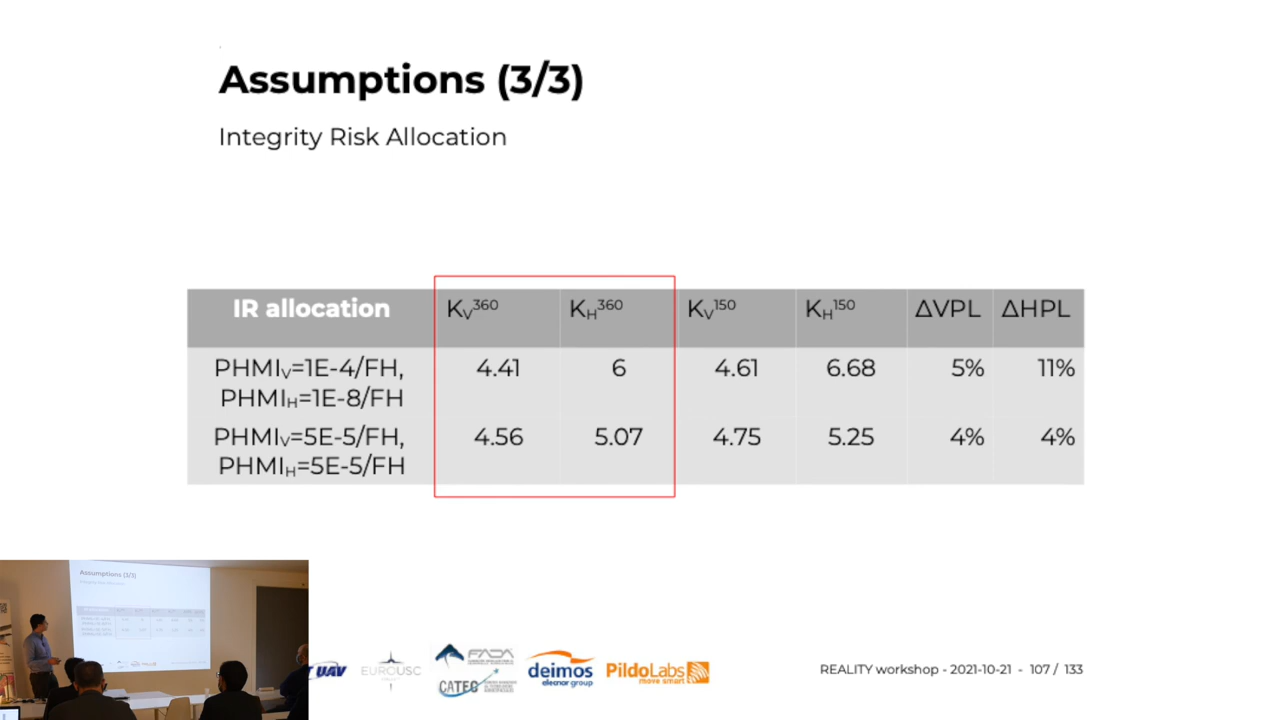 Assumptions (3/3)
Integrity Risk Allocation
IR allocation KV360 KH360 KV150 KH150 ΔVPL ΔHPL
PHMIV=1E-4/FH, 4.41 6 4.61 6.68 5% 11%
PHMIH=1E-8/FH
PHMIV=5E-5/FH, 4.56 5.07 4.75 5.25 4% 4%
PHMIH=5E-5/FH
Assumptions (3/3)
UAV
EUROUSC
FADA
CATEC
deimos
elecnor group
PildoLabs
move smart
REALITY workshop - 2021-10-21 - 107 / 133